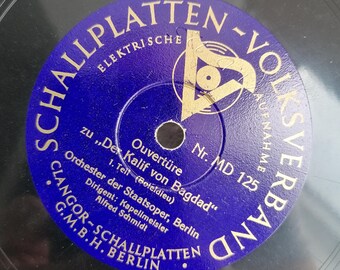 SCHALLPLATTEN-VOLKSVERBAND
ELEKTRISCHE AUFNAHME
Nr. MD 125
Ouvertüre
zu „Der Kalif von Bagdad"
1. Teil (Boieldieu)
Orchester der Staatsoper, Berlin
Dirigent: Kapellmeister
Alfred Schmidt
CLANGOR-SCHALLPLATTEN
G.M.B.H. BERLIN